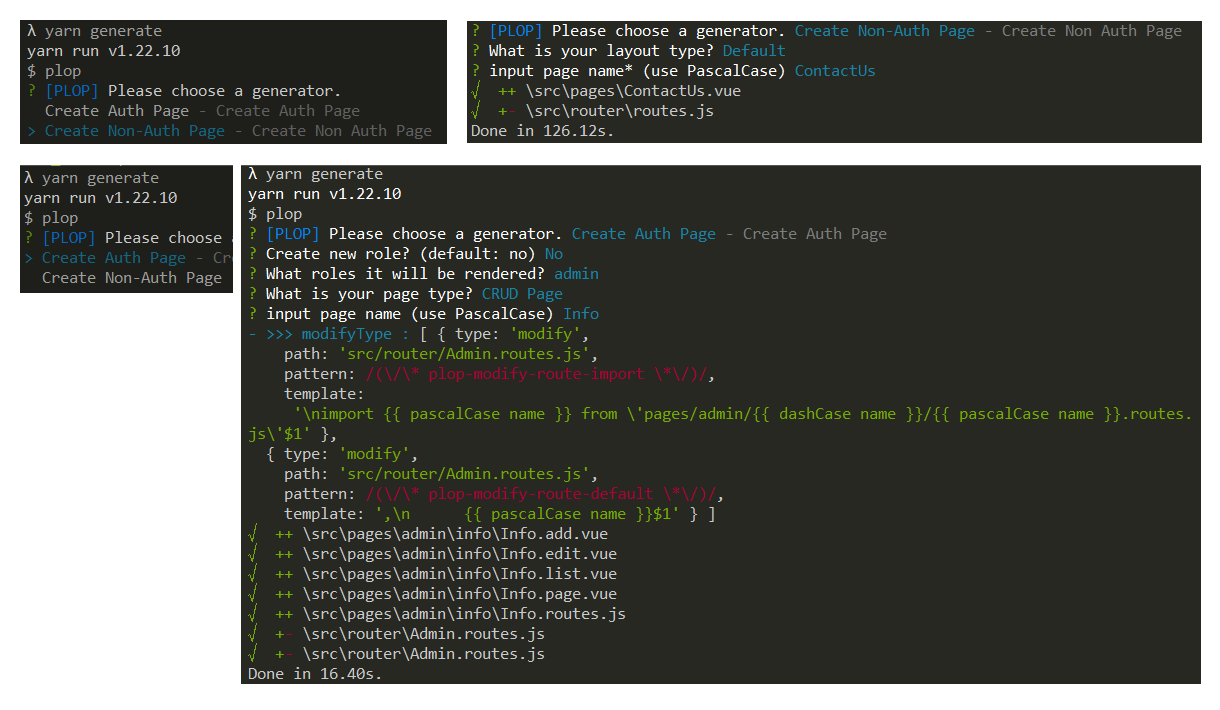 λ yarn generate
yarn run v1.22.10
$ plop
? [PLOP] Please choose a generator.
  Create Auth Page - Create Auth Page
> Create Non-Auth Page - Create Non Auth Page
? [PLOP] Please choose a generator. Create Non-Auth Page - Create Non Auth Page
? What is your layout type? Default
? input page name* (use PascalCase) ContactUs
√  ++ \src\pages\ContactUs.vue
√  +- \src\router\routes.js
Done in 126.12s.
λ yarn generate
yarn run v1.22.10
$ plop
? [PLOP] Please choose
> Create Auth Page - Cr
  Create Non-Auth Page
λ yarn generate
yarn run v1.22.10
$ plop
? [PLOP] Please choose a generator. Create Auth Page - Create Auth Page
? Create new role? (default: no) No
? What roles it will be rendered? admin
? What is your page type? CRUD Page
? input page name (use PascalCase) Info
- >>> modifyType : [ { type: 'modify',
    path: 'src/router/Admin.routes.js',
    pattern: /(\/\* plop-modify-route-import \*\/)/,
    template:
     '\nimport {{ pascalCase name }} from \'pages/admin/{{ dashCase name }}/{{ pascalCase name }}.routes.
js\'$1' },
  { type: 'modify',
    path: 'src/router/Admin.routes.js',
    pattern: /(\/\* plop-modify-route-default \*\/)/,
    template: ',\n      {{ pascalCase name }}$1' } ]
√  ++ \src\pages\admin\info\Info.add.vue
√  ++ \src\pages\admin\info\Info.edit.vue
√  ++ \src\pages\admin\info\Info.list.vue
√  ++ \src\pages\admin\info\Info.page.vue
√  ++ \src\pages\admin\info\Info.routes.js
√  +- \src\router\Admin.routes.js
√  +- \src\router\Admin.routes.js
Done in 16.40s.